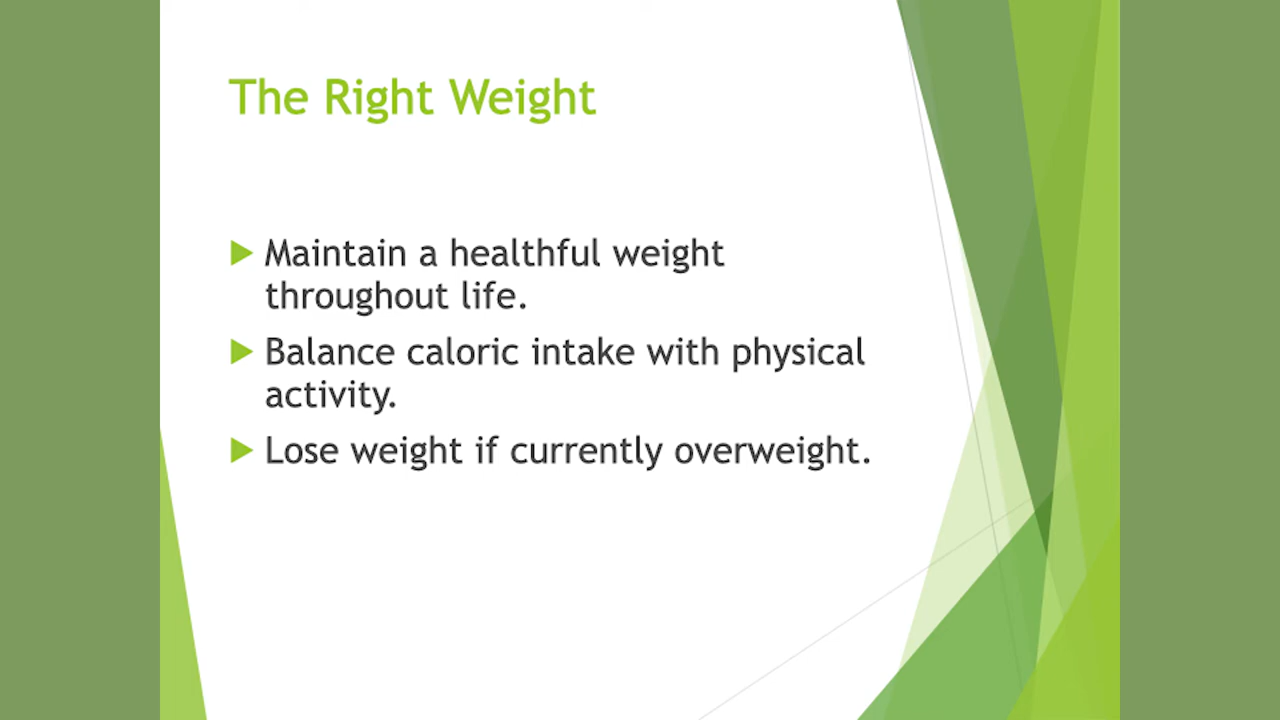 The Right Weight
Maintain a healthful weight
throughout life.
Balance caloric intake with physical
activity.
Lose weight if currently overweight.